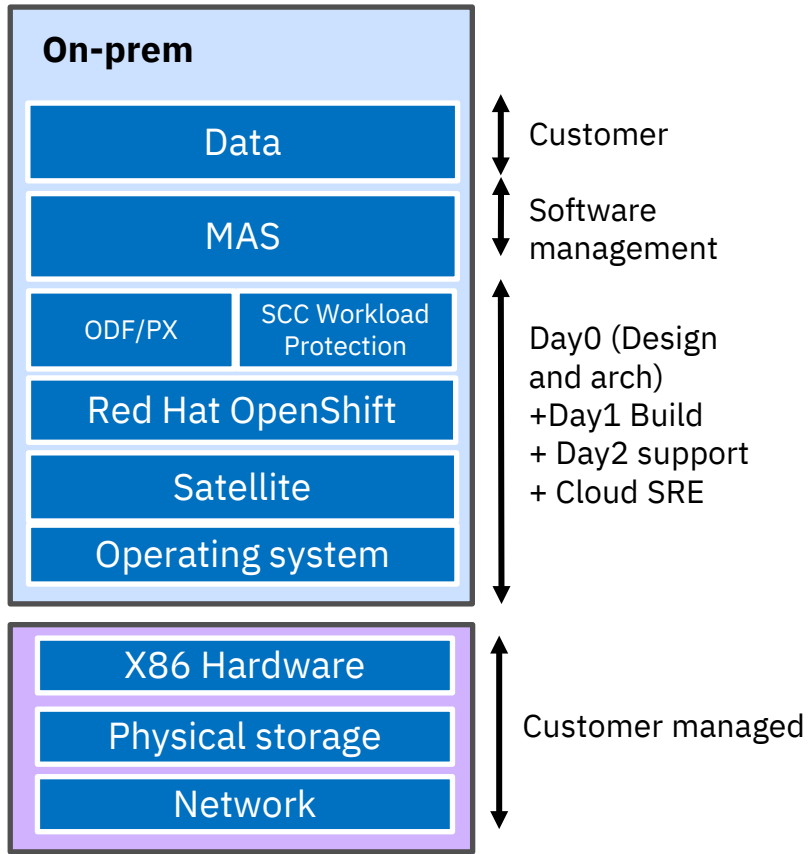 On-prem
Data
Customer
MAS
Software
management
ODF/PX
SCC Workload
Protection
Day0 (Design
and arch)
+Day1 Build
+ Day2 support
+ Cloud SRE
Red Hat OpenShift
Satellite
Operating system
X86 Hardware
Physical storage
Network
Customer managed